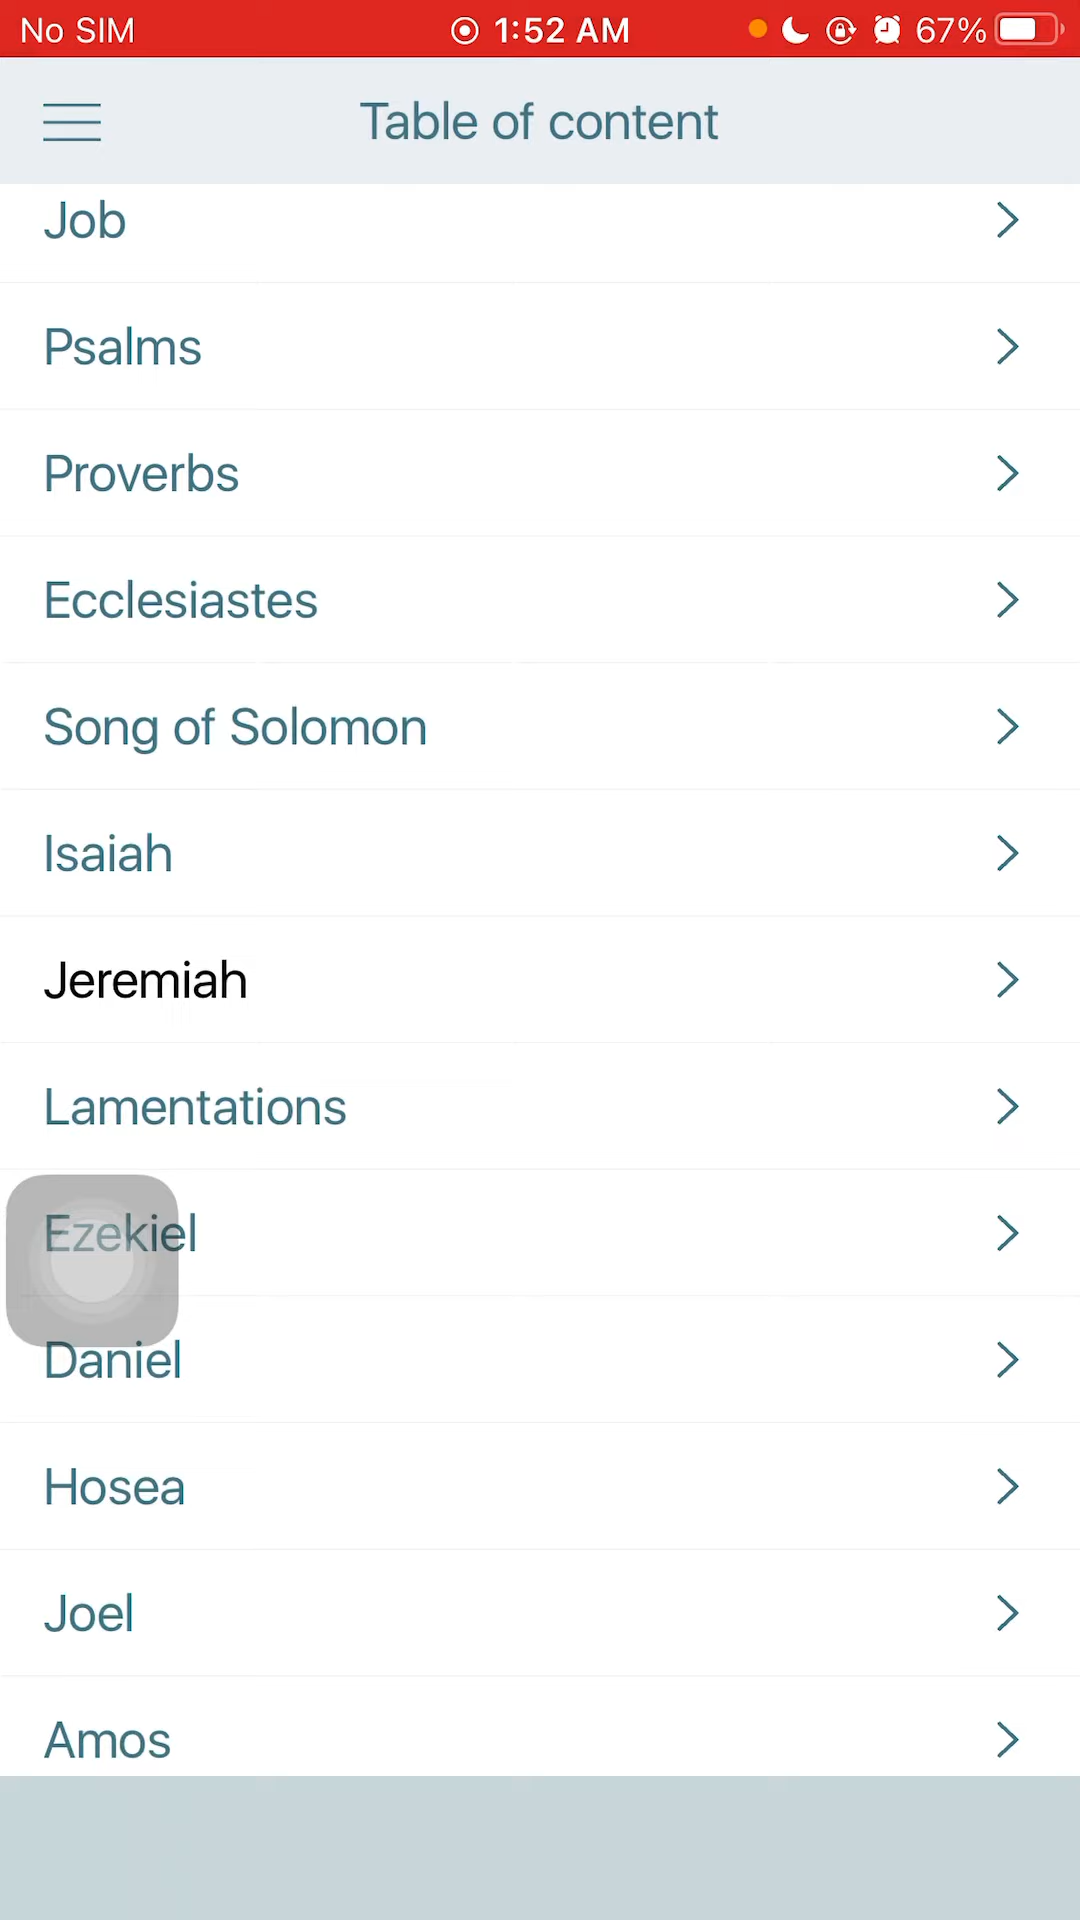 No SIM 1:52 AM 67%
Table of content
Job
Psalms
Proverbs
Ecclesiastes
Song of Solomon
Isaiah
Jeremiah
Lamentations
Ezekiel
Daniel
Hosea
Joel
Amos